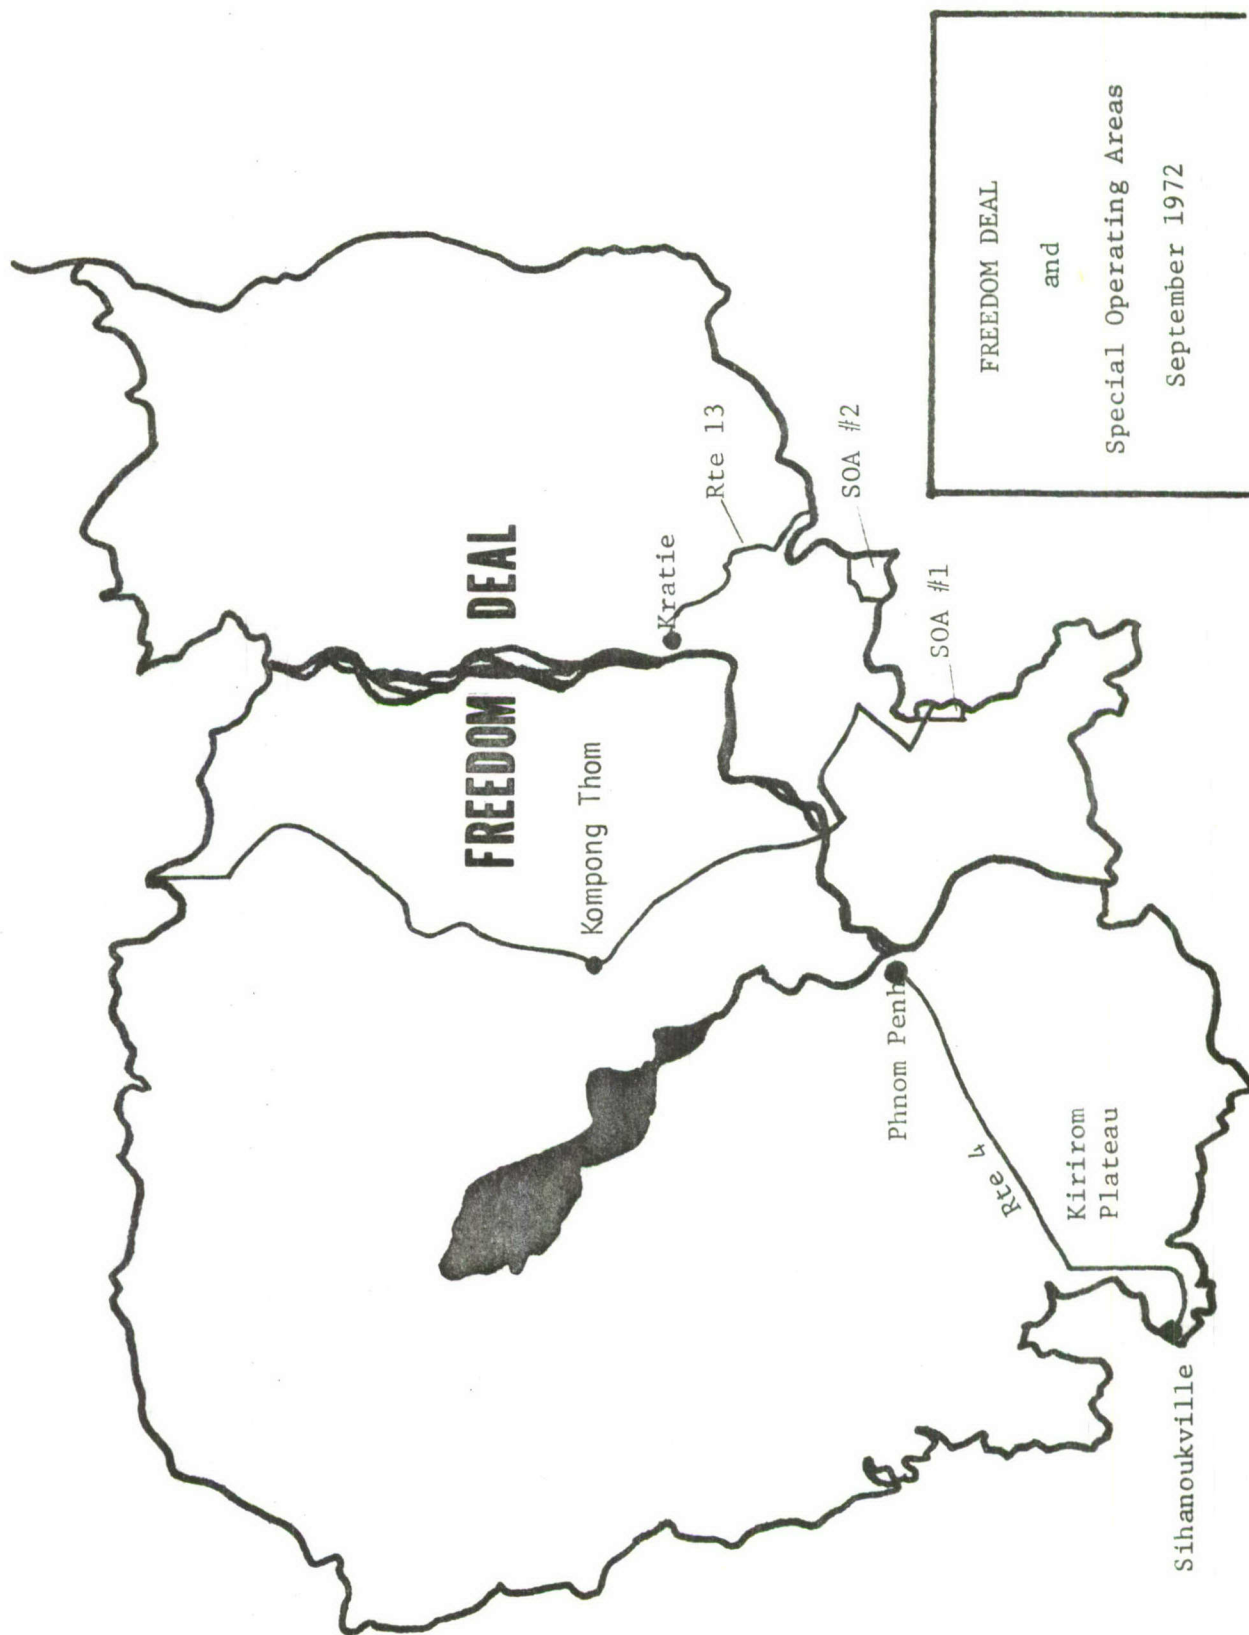 FREEDOM DEAL
Kompong Thom
Kratie
Rte 13
SOA #2
SOA #1
Phnom Penh
Rte 4
Kirirom
Plateau
Sihanoukville
FREEDOM DEAL
and
Special Operating Areas
September 1972